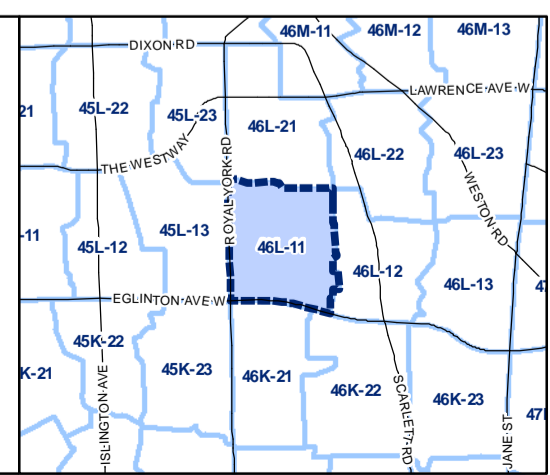 46M-11
46M-12
46M-13
DIXON RD
LAWRENCE AVE W
21
45L-22
45L-23
46L-21
46L-22
46L-23
THE WESTWAY
ROYAL YORK RD
WESTON RD
-11
45L-12
45L-13
46L-11
46L-12
46L-13
47
EGLINTON AVE W
45K-22
K-21
45K-23
46K-21
46K-22
46K-23
47
ISLINGTON AVE
SCARLETT RD
JANE ST